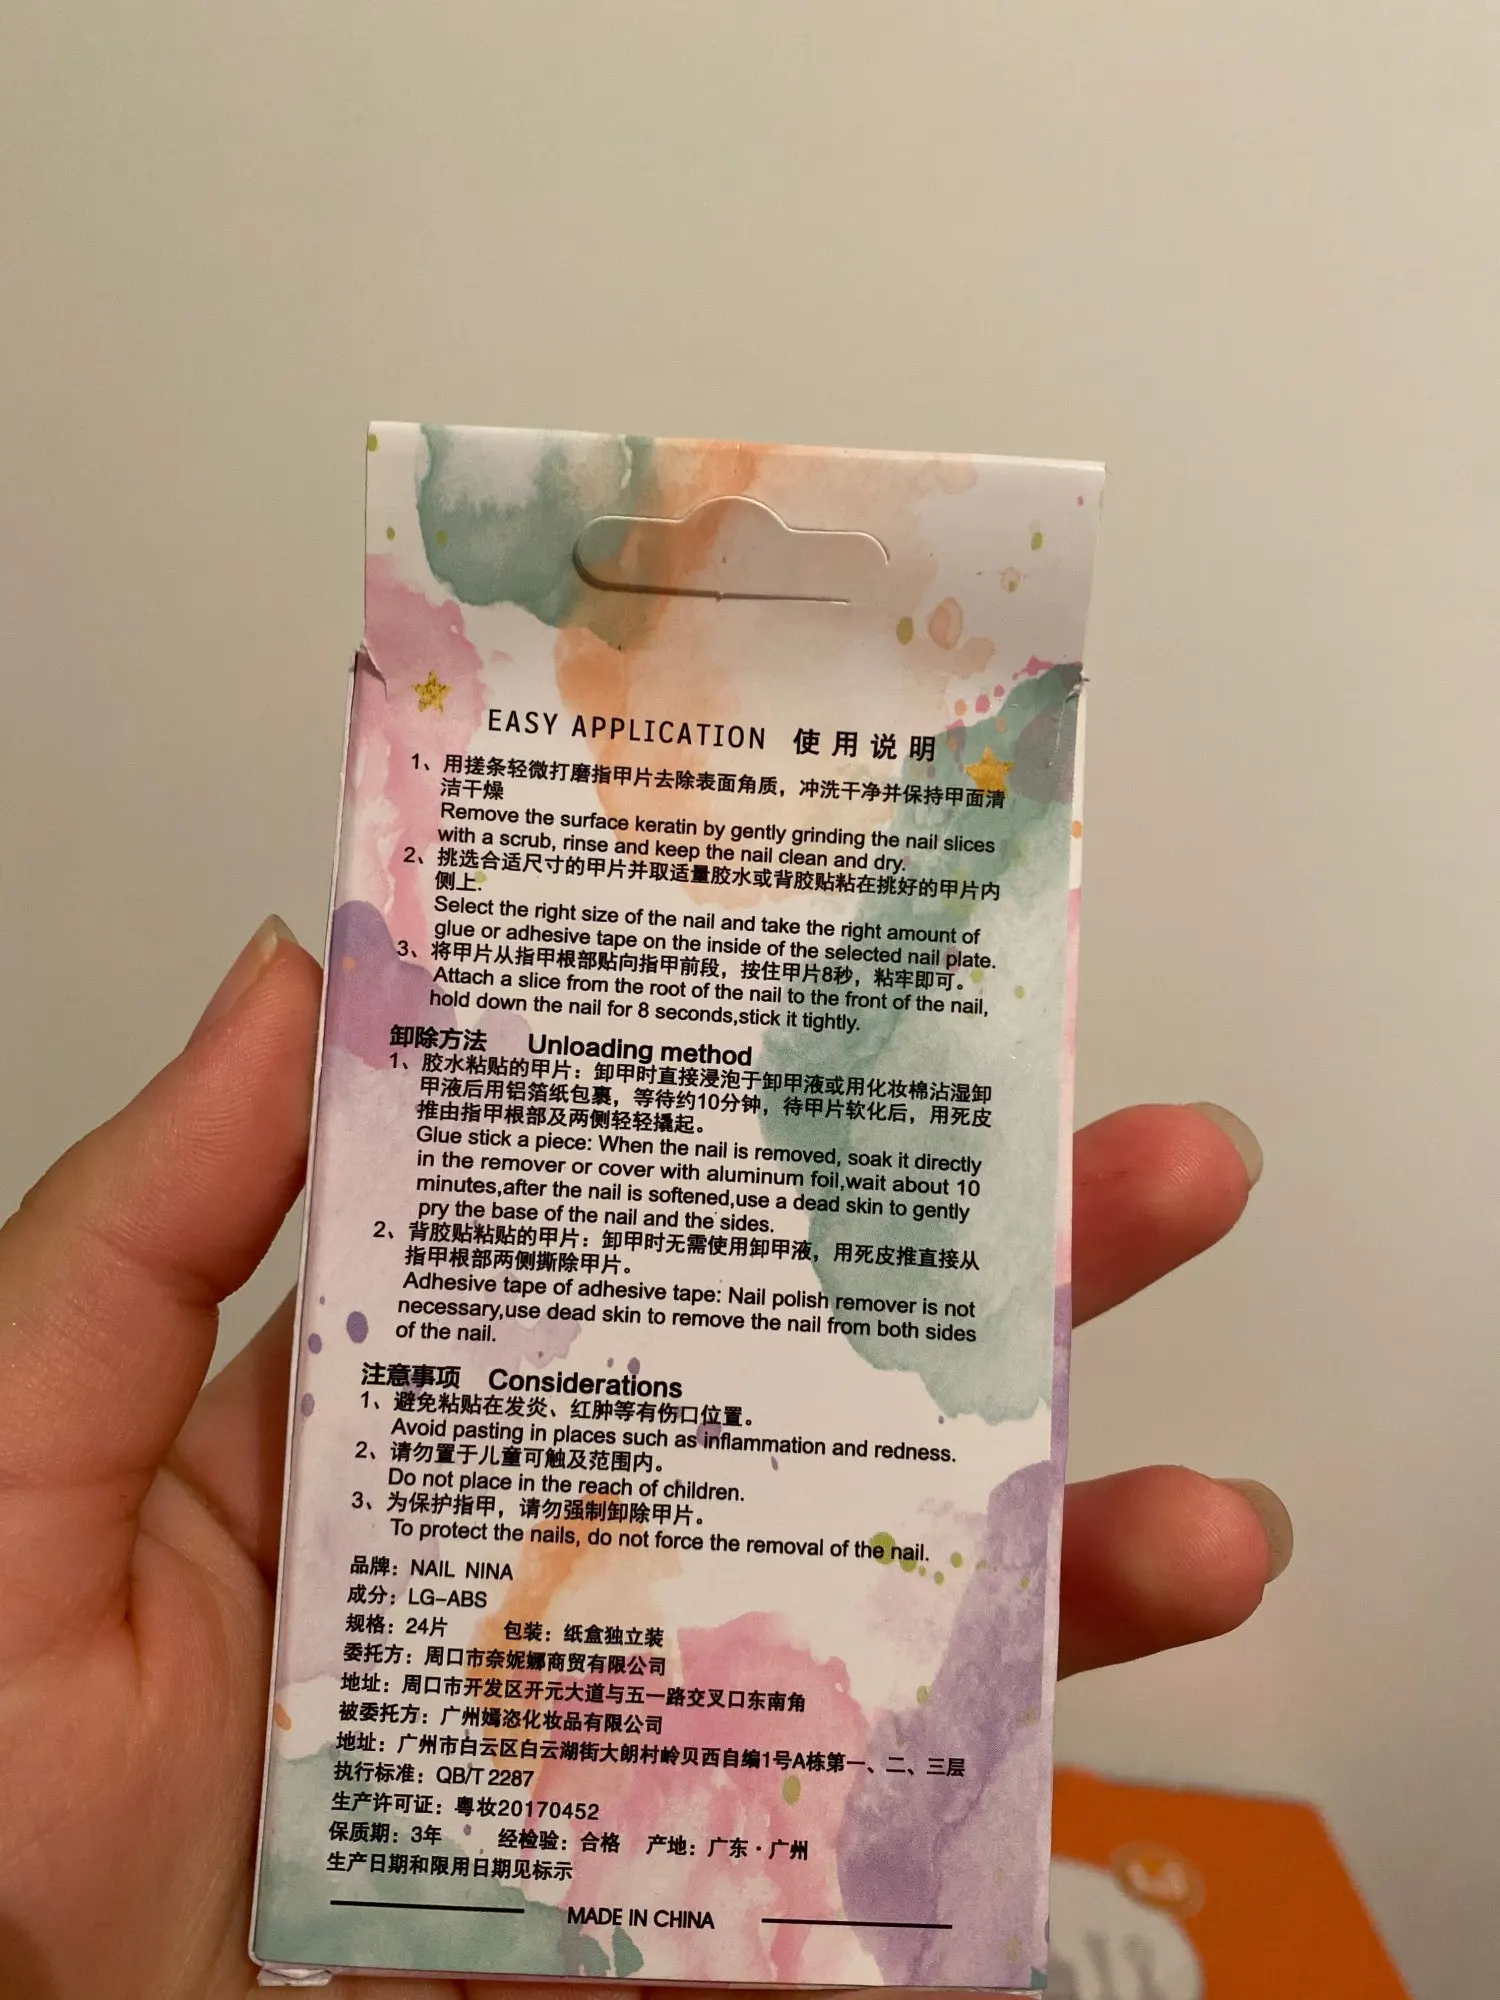 EASY APPLICATION 使用说明
1、用搓条轻微打磨指甲片去除表面角质，冲洗干净并保持甲面清
洁干燥
Remove the surface keratin by gently grinding the nail slices
with a scrub, rinse and keep the nail clean and dry.
2、挑选合适尺寸的甲片并取适量胶水或背胶贴粘在挑好的甲片内
侧上.
Select the right size of the nail and take the right amount of
glue or adhesive tape on the inside of the selected nail plate.
3、将甲片从指甲根部贴向指甲前段，按住甲片8秒，粘牢即可。
Attach a slice from the root of the nail to the front of the nail,
hold down the nail for 8 seconds,stick it tightly.
卸除方法 Unloading method
1、胶水粘贴的甲片：卸甲时直接浸泡于卸甲液或用化妆棉沾湿卸
甲液后用铝箔纸包裹，等待约10分钟，待甲片软化后，用死皮
推由指甲根部及两侧轻轻撬起。
Glue stick a piece: When the nail is removed, soak it directly
in the remover or cover with aluminum foil,wait about 10
minutes,after the nail is softened,use a dead skin to gently
pry the base of the nail and the sides.
2、背胶贴粘贴的甲片：卸甲时无需使用卸甲液，用死皮推直接从
指甲根部两侧撕除甲片。
Adhesive tape of adhesive tape: Nail polish remover is not
necessary,use dead skin to remove the nail from both sides
of the nail.
注意事项 Considerations
1、避免粘贴在发炎、红肿等有伤口位置。
Avoid pasting in places such as inflammation and redness.
2、请勿置于儿童可触及范围内。
Do not place in the reach of children.
3、为保护指甲，请勿强制卸除甲片。
To protect the nails, do not force the removal of the nail.
品牌：NAIL NINA
成分：LG-ABS
规格：24片 包装：纸盒独立装
委托方：周口市奈妮娜商贸有限公司
地址：周口市开发区开元大道与五一路交叉口东南角
被委托方：广州嫣恣化妆品有限公司
地址：广州市白云区白云湖街大朗村岭贝西自编1号A栋第一、二、三层
执行标准：QB/T 2287
生产许可证：粤妆20170452
保质期：3年 经检验：合格 产地：广东·广州
生产日期和限用日期见标示
MADE IN CHINA